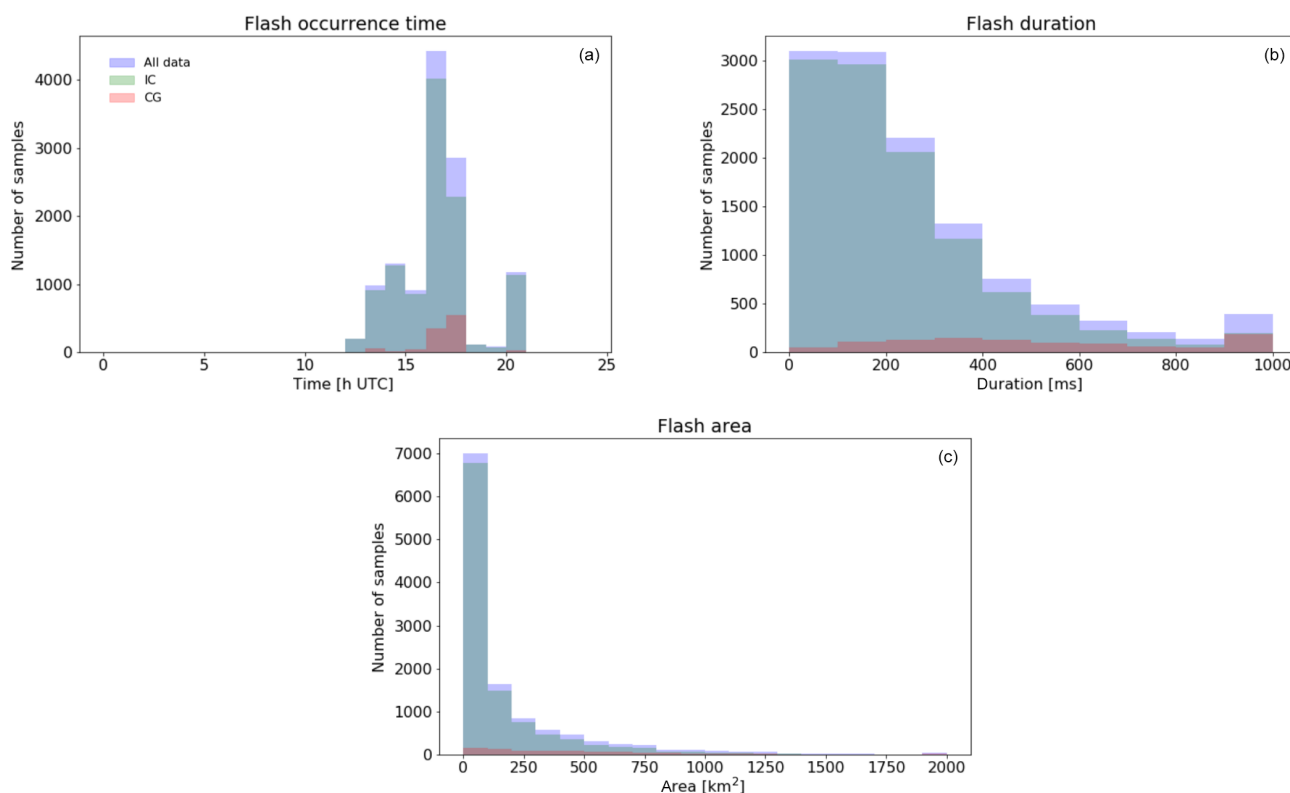 Flash occurrence time
(a)
All data
IC
CG
Number of samples
4000
3000
2000
1000
0
0 5 10 15 20 25
Time [h UTC]
Flash duration
(b)
Number of samples
3000
2500
2000
1500
1000
500
0
0 200 400 600 800 1000
Duration [ms]
Flash area
(c)
Number of samples
7000
6000
5000
4000
3000
2000
1000
0
0 250 500 750 1000 1250 1500 1750 2000
Area [km²]